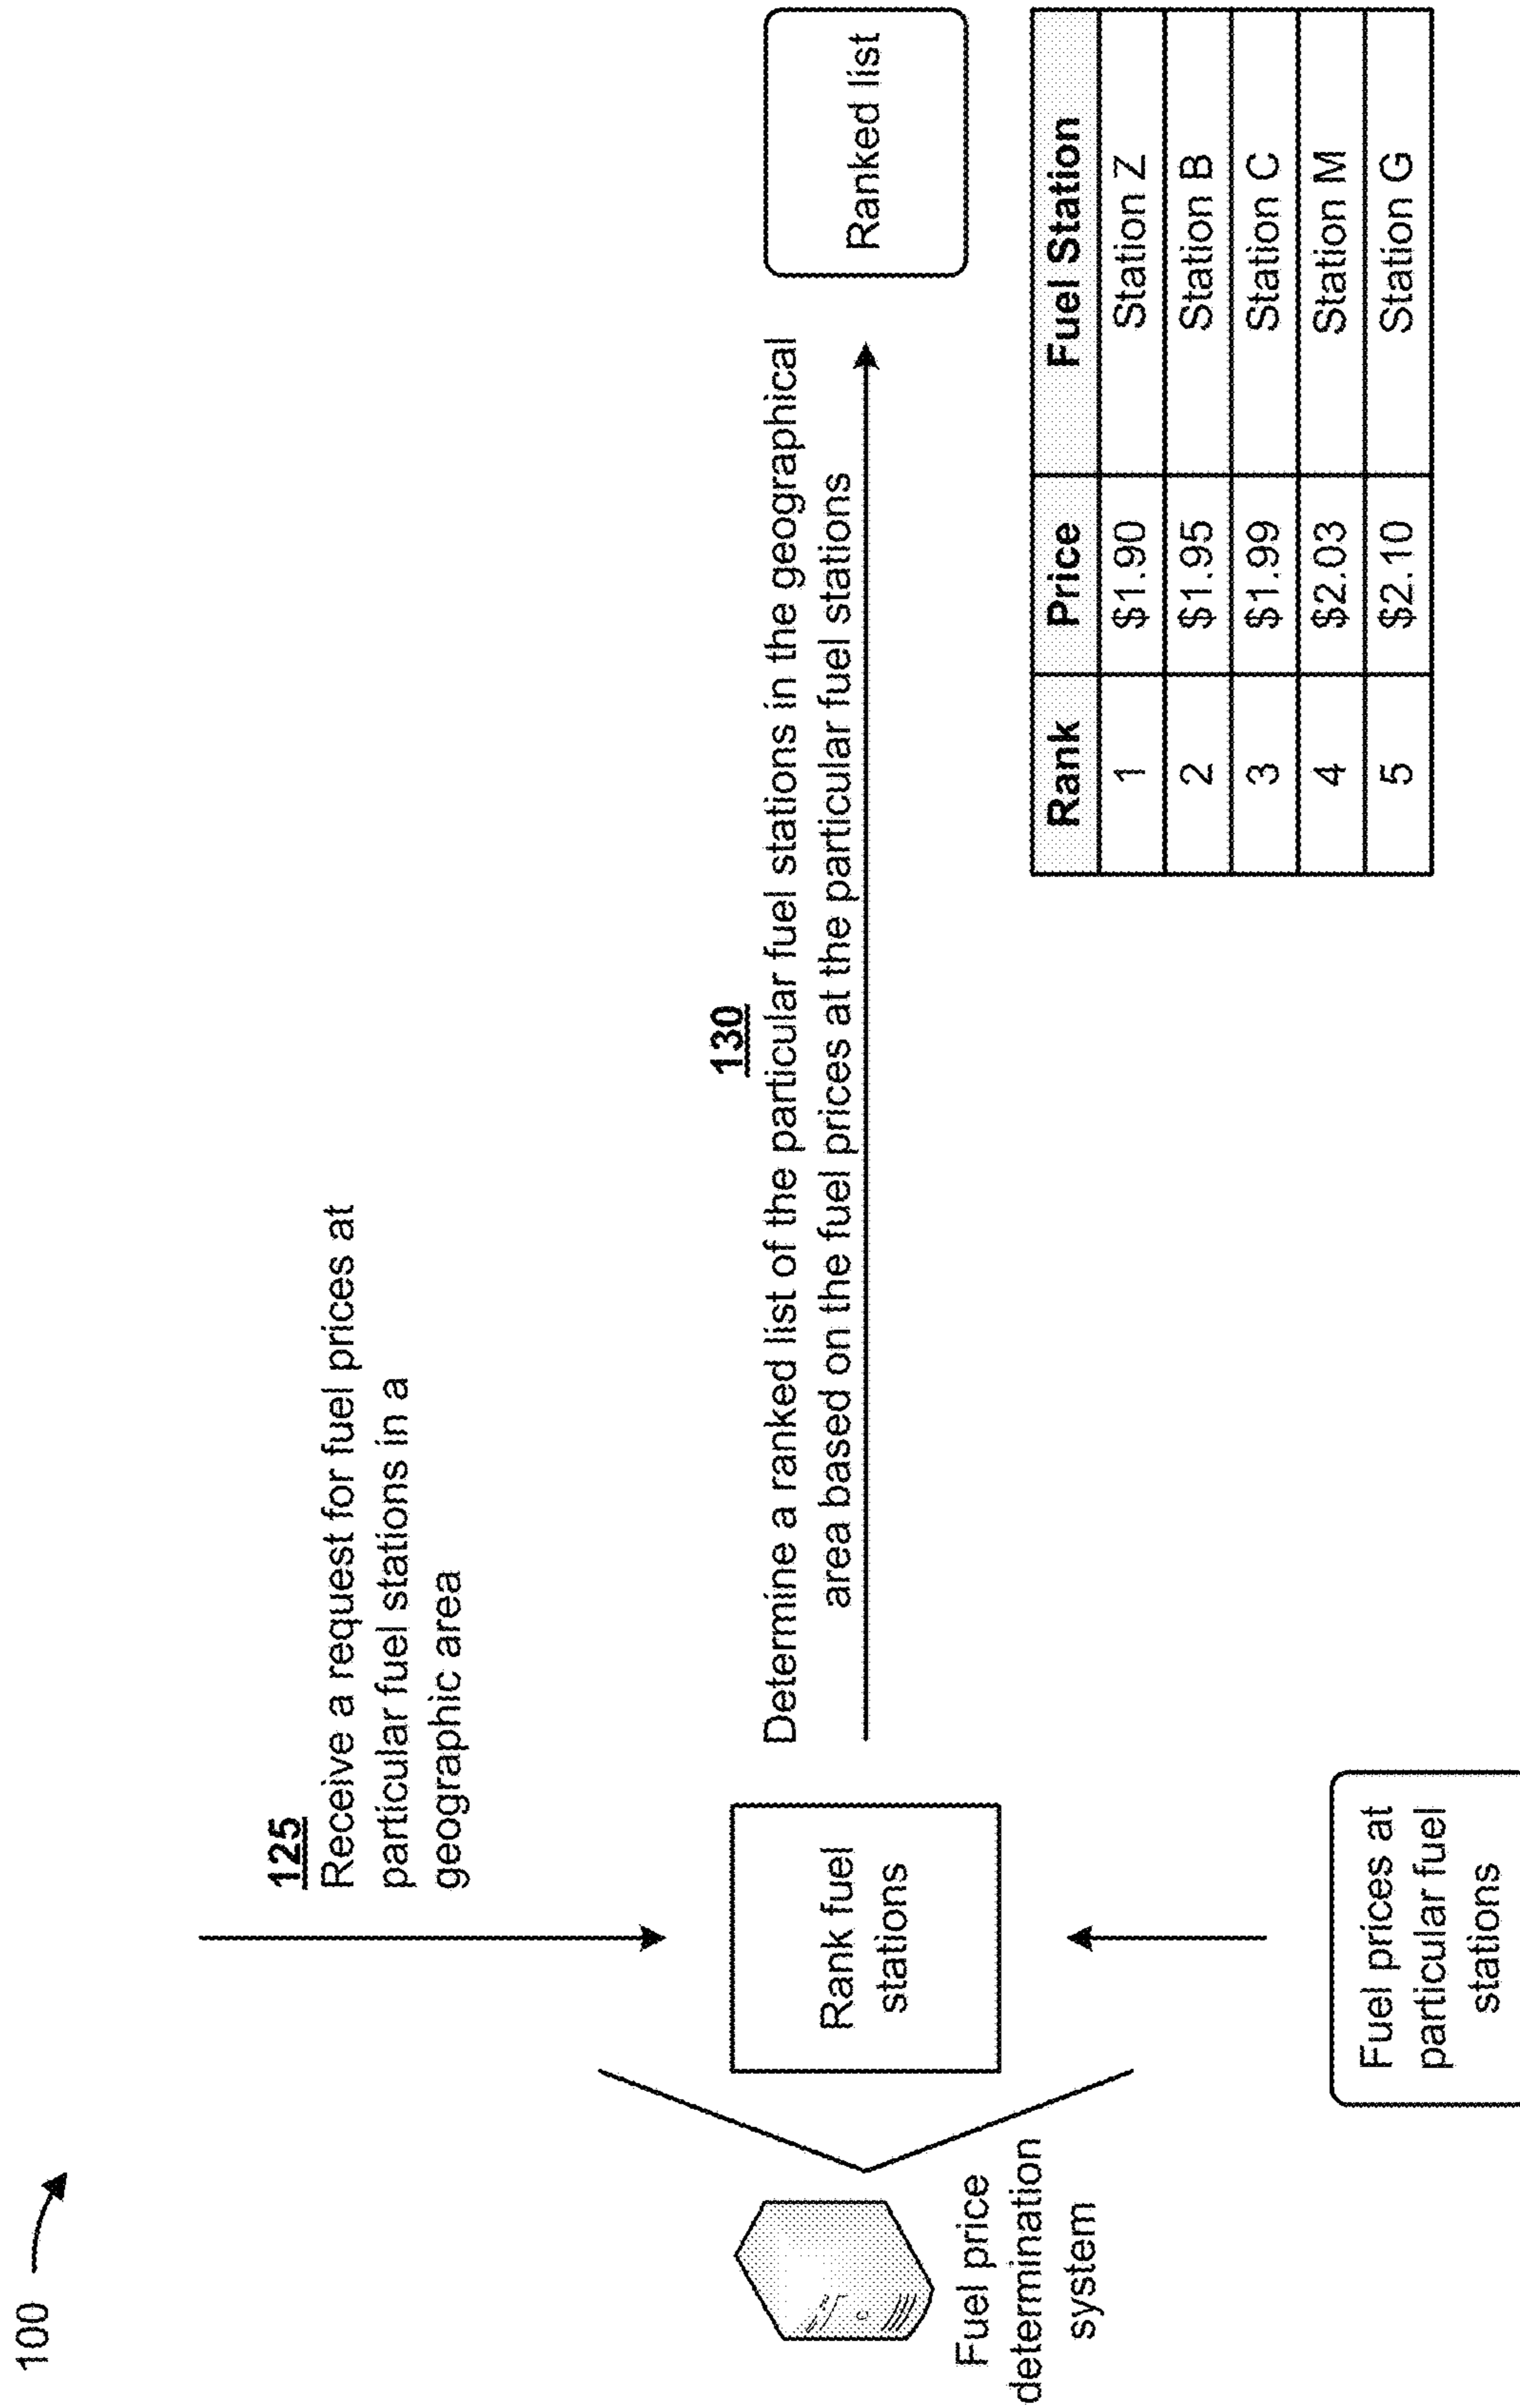 100
125
Receive a request for fuel prices at
particular fuel stations in a
geographic area
130
Determine a ranked list of the particular fuel stations in the geographical
area based on the fuel prices at the particular fuel stations
Ranked list
Rank fuel
stations
Fuel price
determination
system
Fuel prices at
particular fuel
stations
Rank Price Fuel Station
1 $1.90 Station Z
2 $1.95 Station B
3 $1.99 Station C
4 $2.03 Station M
5 $2.10 Station G